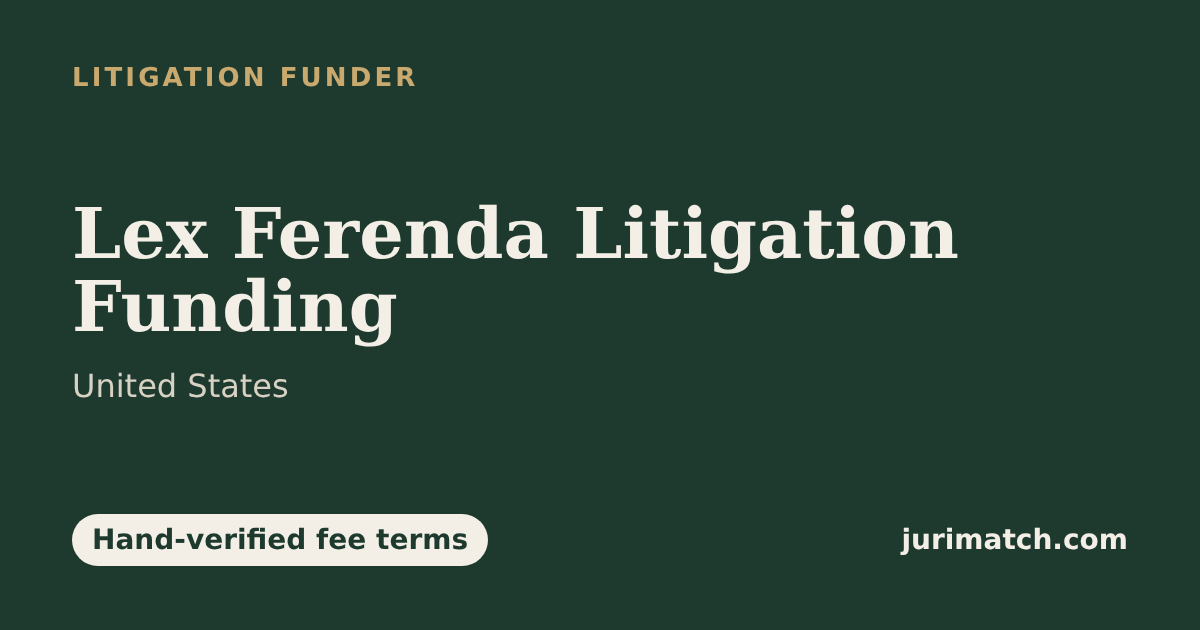 LITIGATION FUNDER
Lex Ferenda Litigation
Funding
United States
Hand-verified fee terms
jurimatch.com